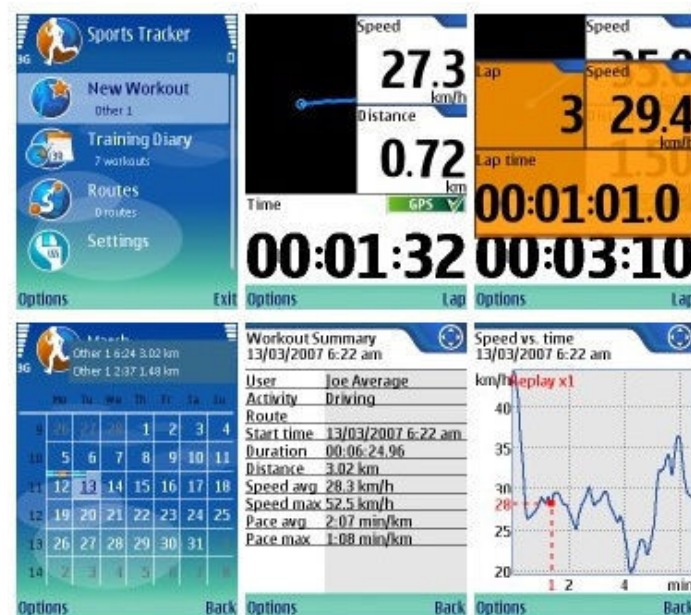 Sports Tracker
3G
New Workout
Other 1
Training Diary
7 workouts
Routes
0 routes
Settings
Options Exit
Speed
27.3
km/h
Distance
0.72
km
Time GPS
00:01:32
Options Lap
Speed
35.0
Lap Speed
3 29.4
km/h
1.50
Lap time
00:01:01.0
00:03:10
Options Lap
March
3G
Other 1 6:24 3.02 km
Other 1 2:37 1.48 km
Mo Tu We Th Fr Sa Su
9 26 27 28 1 2 3 4
10 5 6 7 8 9 10 11
11 12 13 14 15 16 17 18
12 19 20 21 22 23 24 25
13 26 27 28 29 30 31
14 2 3 4 5 6 7 8
Options Back
Workout Summary
13/03/2007 6:22 am
User Joe Average
Activity Driving
Route
Start time 13/03/2007 6:22 am
Duration 00:06:24.96
Distance 3.02 km
Speed avg 28.3 km/h
Speed max 52.5 km/h
Pace avg 2:07 min/km
Pace max 1:08 min/km
Options Back
Speed vs. time
13/03/2007 6:22 am
km/h Replay x1
40
35
30
28
25
20
1 2 4 min
Options Back